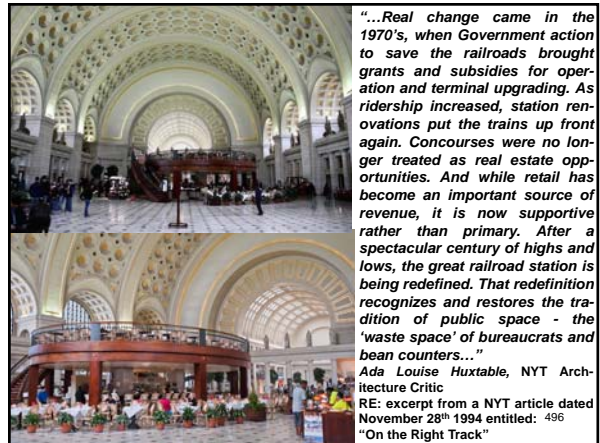 “…Real change came in the
1970’s, when Government action
to save the railroads brought
grants and subsidies for oper-
ation and terminal upgrading. As
ridership increased, station ren-
ovations put the trains up front
again. Concourses were no lon-
ger treated as real estate opp-
ortunities. And while retail has
become an important source of
revenue, it is now supportive
rather than primary. After a
spectacular century of highs and
lows, the great railroad station is
being redefined. That redefinition
recognizes and restores the tra-
dition of public space - the
‘waste space’ of bureaucrats and
bean counters…”
Ada Louise Huxtable, NYT Arch-
itecture Critic
RE: excerpt from a NYT article dated
November 28th 1994 entitled: 496
“On the Right Track”